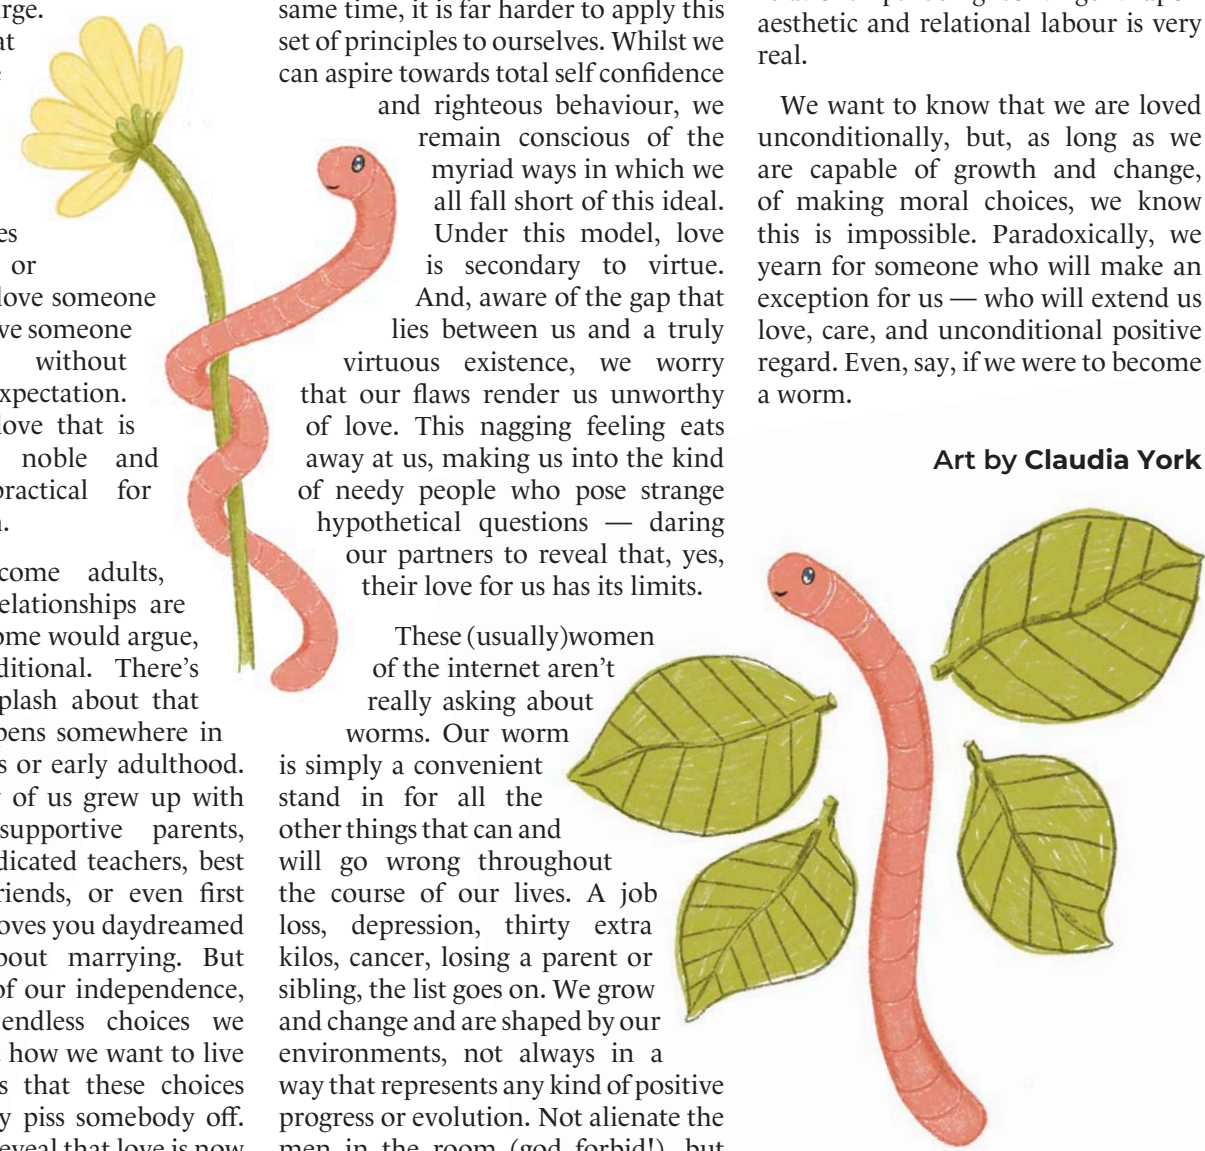 rge.
at
es
or
love someone
ve someone
without
xpectation.
love that is
noble and
practical for
come adults,
elationships are
ome would argue,
ditional. There's
plash about that
pens somewhere in
s or early adulthood.
of us grew up with
supportive parents,
dicated teachers, best
riends, or even first
oves you daydreamed
bout marrying. But
of our independence,
endless choices we
how we want to live
s that these choices
y piss somebody off.
eveal that love is now
same time, it is far harder to apply this
set of principles to ourselves. Whilst we
can aspire towards total self confidence
and righteous behaviour, we
remain conscious of the
myriad ways in which we
all fall short of this ideal.
Under this model, love
is secondary to virtue.
And, aware of the gap that
lies between us and a truly
virtuous existence, we worry
that our flaws render us unworthy
of love. This nagging feeling eats
away at us, making us into the kind
of needy people who pose strange
hypothetical questions — daring
our partners to reveal that, yes,
their love for us has its limits.
These (usually)women
of the internet aren't
really asking about
worms. Our worm
is simply a convenient
stand in for all the
other things that can and
will go wrong throughout
the course of our lives. A job
loss, depression, thirty extra
kilos, cancer, losing a parent or
sibling, the list goes on. We grow
and change and are shaped by our
environments, not always in a
way that represents any kind of positive
progress or evolution. Not alienate the
men in the room (god forbid!), but
aesthetic and relational labour is very
real.
We want to know that we are loved
unconditionally, but, as long as we
are capable of growth and change,
of making moral choices, we know
this is impossible. Paradoxically, we
yearn for someone who will make an
exception for us — who will extend us
love, care, and unconditional positive
regard. Even, say, if we were to become
a worm.
Art by Claudia York